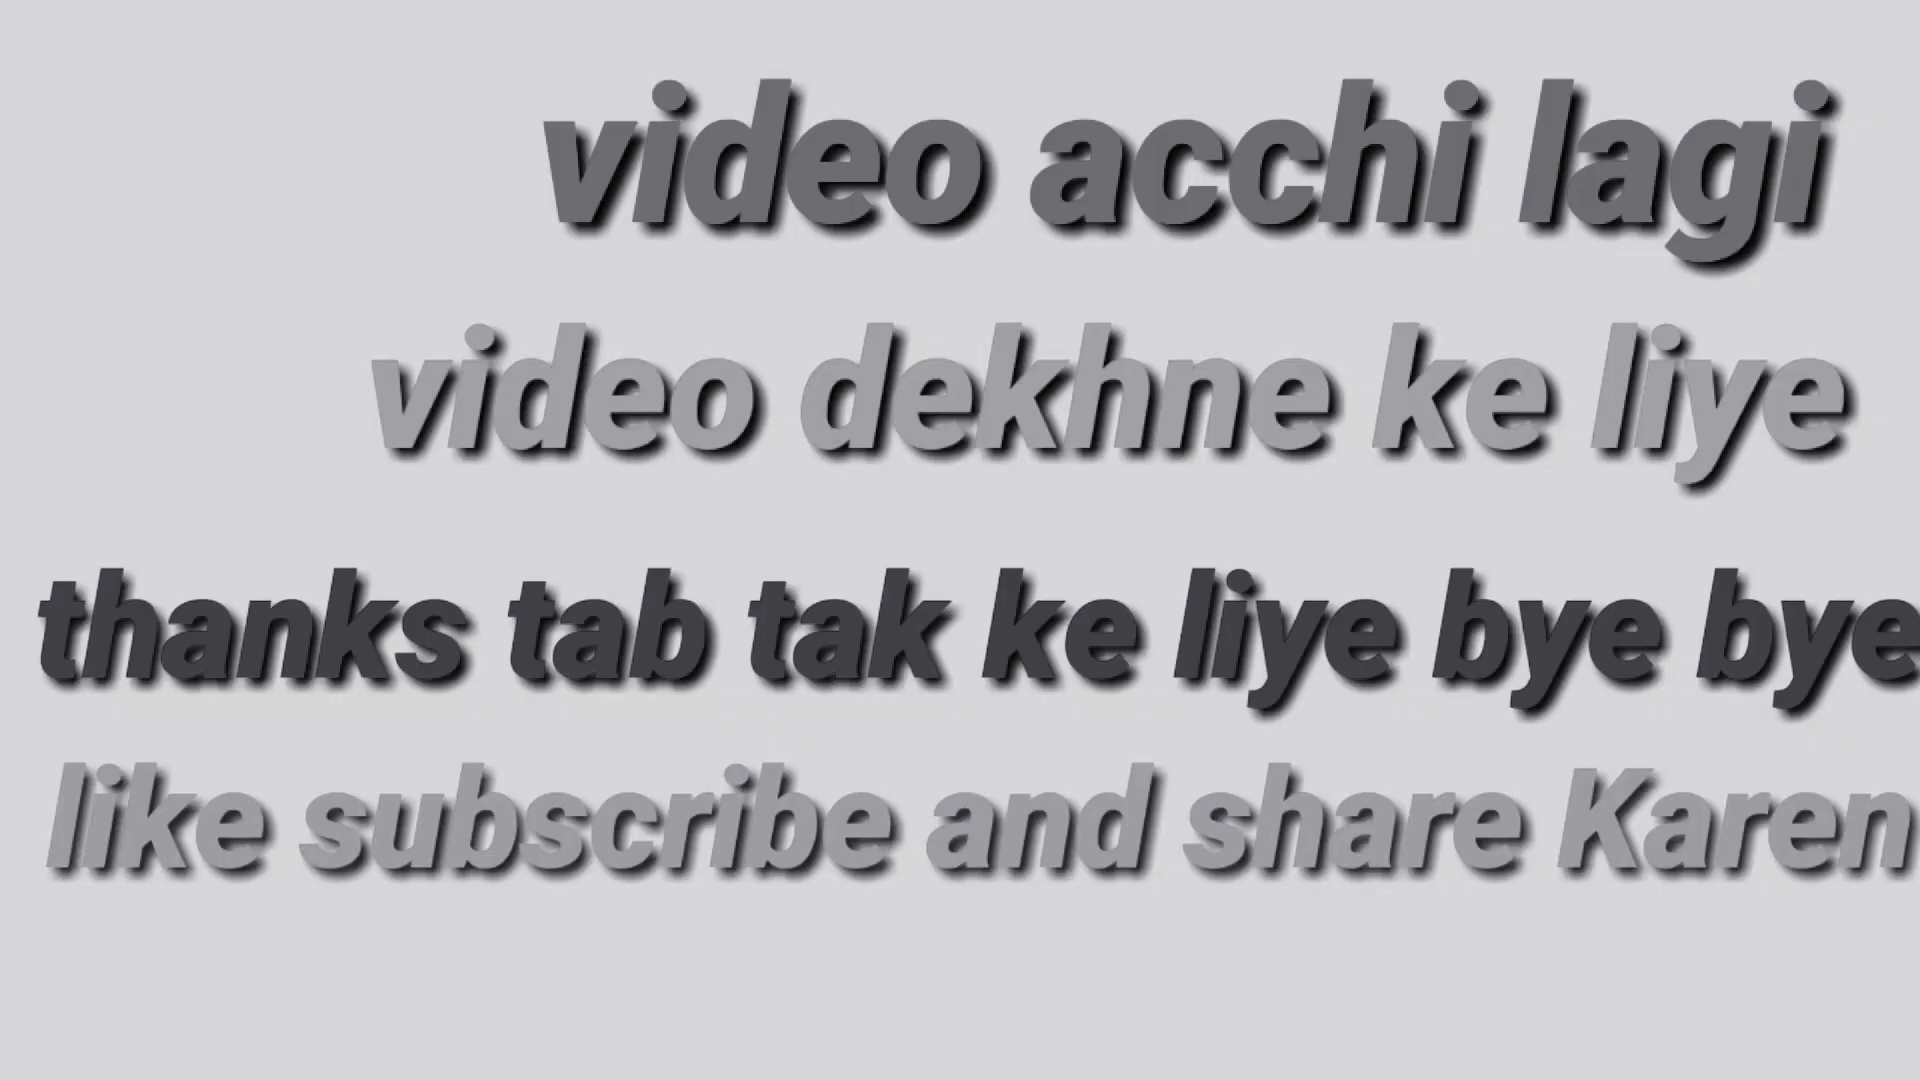 video acchi lagi
video dekhne ke liye
thanks tab tak ke liye bye bye
like subscribe and share Karen